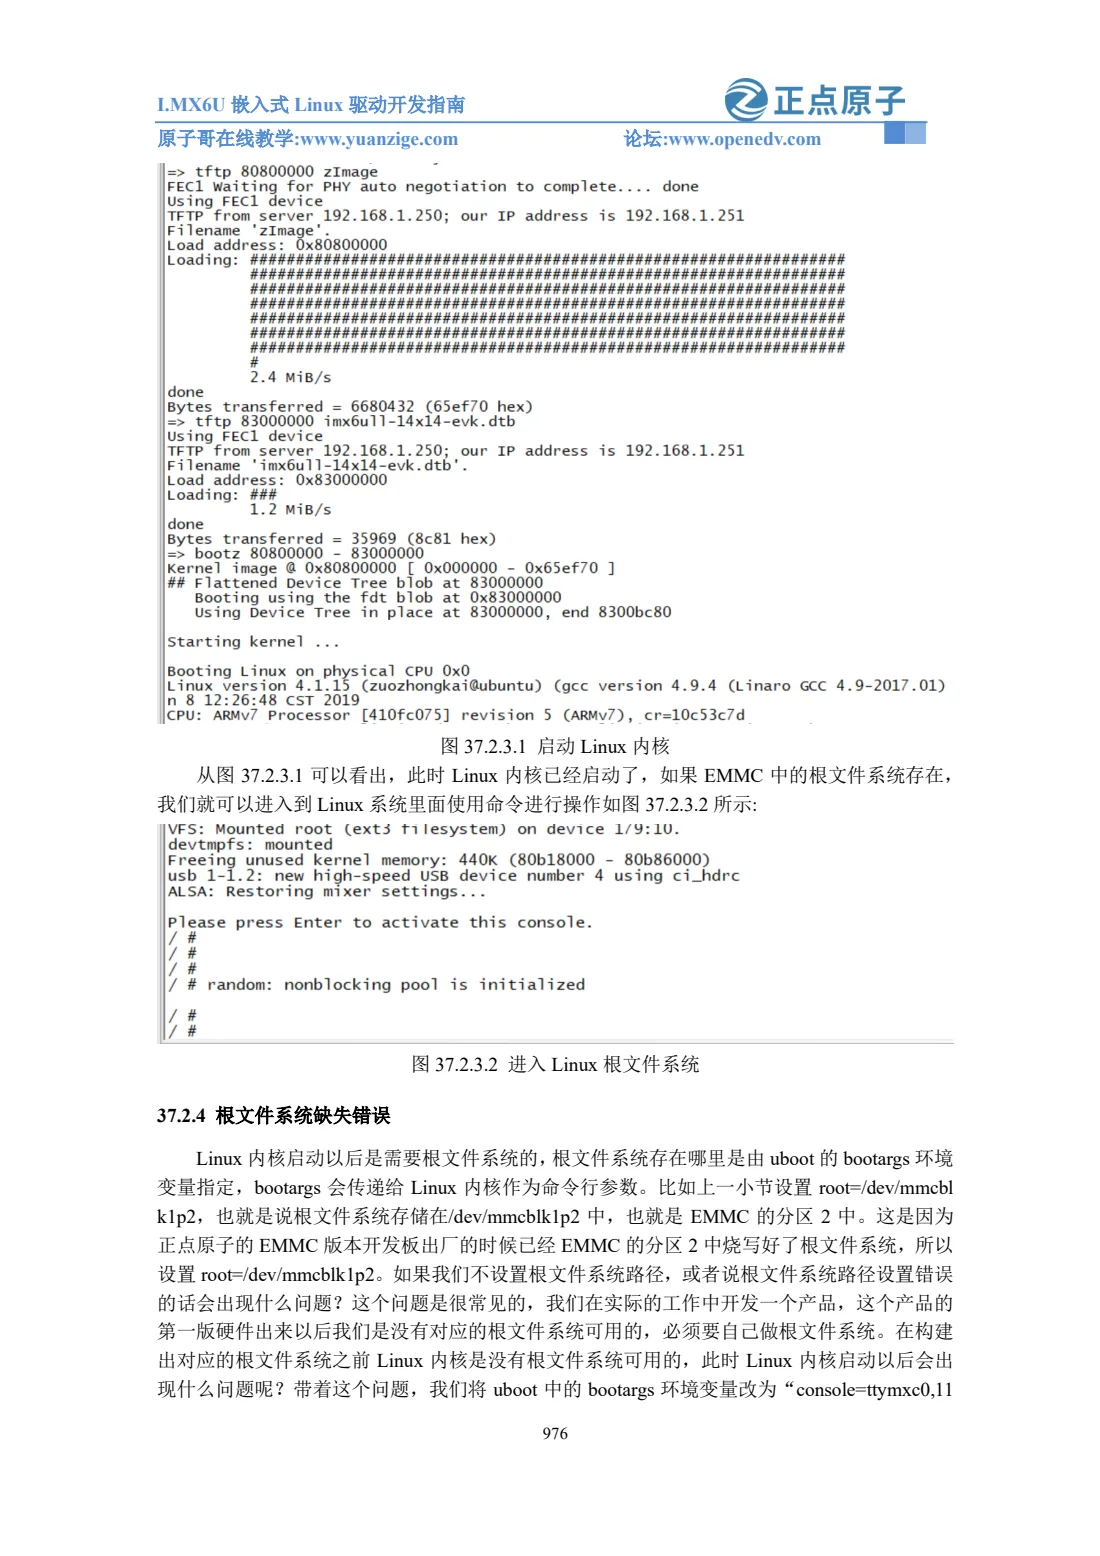 I.MX6U 嵌入式 Linux 驱动开发指南
正点原子
原子哥在线教学:www.yuanzige.com 论坛:www.openedv.com
=> tftp 80800000 zImage
FEC1 Waiting for PHY auto negotiation to complete.... done
Using FEC1 device
TFTP from server 192.168.1.250; our IP address is 192.168.1.251
Filename 'zImage'.
Load address: 0x80800000
Loading: #################################################################
#################################################################
#################################################################
#################################################################
#################################################################
#################################################################
#################################################################
#
2.4 MiB/s
done
Bytes transferred = 6680432 (65ef70 hex)
=> tftp 83000000 imx6ull-14x14-evk.dtb
Using FEC1 device
TFTP from server 192.168.1.250; our IP address is 192.168.1.251
Filename 'imx6ull-14x14-evk.dtb'.
Load address: 0x83000000
Loading: ###
1.2 MiB/s
done
Bytes transferred = 35969 (8c81 hex)
=> bootz 80800000 - 83000000
Kernel image @ 0x80800000 [ 0x000000 - 0x65ef70 ]
## Flattened Device Tree blob at 83000000
Booting using the fdt blob at 0x83000000
Using Device Tree in place at 83000000, end 8300bc80
Starting kernel ...
Booting Linux on physical CPU 0x0
Linux version 4.1.15 (zuozhongkai@ubuntu) (gcc version 4.9.4 (Linaro GCC 4.9-2017.01)
n 8 12:26:48 CST 2019
CPU: ARMv7 Processor [410fc075] revision 5 (ARMv7), cr=10c53c7d
图 37.2.3.1 启动 Linux 内核
从图 37.2.3.1 可以看出，此时 Linux 内核已经启动了，如果 EMMC 中的根文件系统存在，
我们就可以进入到 Linux 系统里面使用命令进行操作如图 37.2.3.2 所示:
VFS: Mounted root (ext3 filesystem) on device 179:10.
devtmpfs: mounted
Freeing unused kernel memory: 440K (80b18000 - 80b86000)
usb 1-1.2: new high-speed USB device number 4 using ci_hdrc
ALSA: Restoring mixer settings...
Please press Enter to activate this console.
/ #
/ #
/ #
/ # random: nonblocking pool is initialized
/ #
/ #
图 37.2.3.2 进入 Linux 根文件系统
37.2.4 根文件系统缺失错误
Linux 内核启动以后是需要根文件系统的，根文件系统存在哪里是由 uboot 的 bootargs 环境
变量指定，bootargs 会传递给 Linux 内核作为命令行参数。比如上一小节设置 root=/dev/mmcbl
k1p2，也就是说根文件系统存储在/dev/mmcblk1p2 中，也就是 EMMC 的分区 2 中。这是因为
正点原子的 EMMC 版本开发板出厂的时候已经 EMMC 的分区 2 中烧写好了根文件系统，所以
设置 root=/dev/mmcblk1p2。如果我们不设置根文件系统路径，或者说根文件系统路径设置错误
的话会出现什么问题？这个问题是很常见的，我们在实际的工作中开发一个产品，这个产品的
第一版硬件出来以后我们是没有对应的根文件系统可用的，必须要自己做根文件系统。在构建
出对应的根文件系统之前 Linux 内核是没有根文件系统可用的，此时 Linux 内核启动以后会出
现什么问题呢？带着这个问题，我们将 uboot 中的 bootargs 环境变量改为“console=ttymxc0,11
976